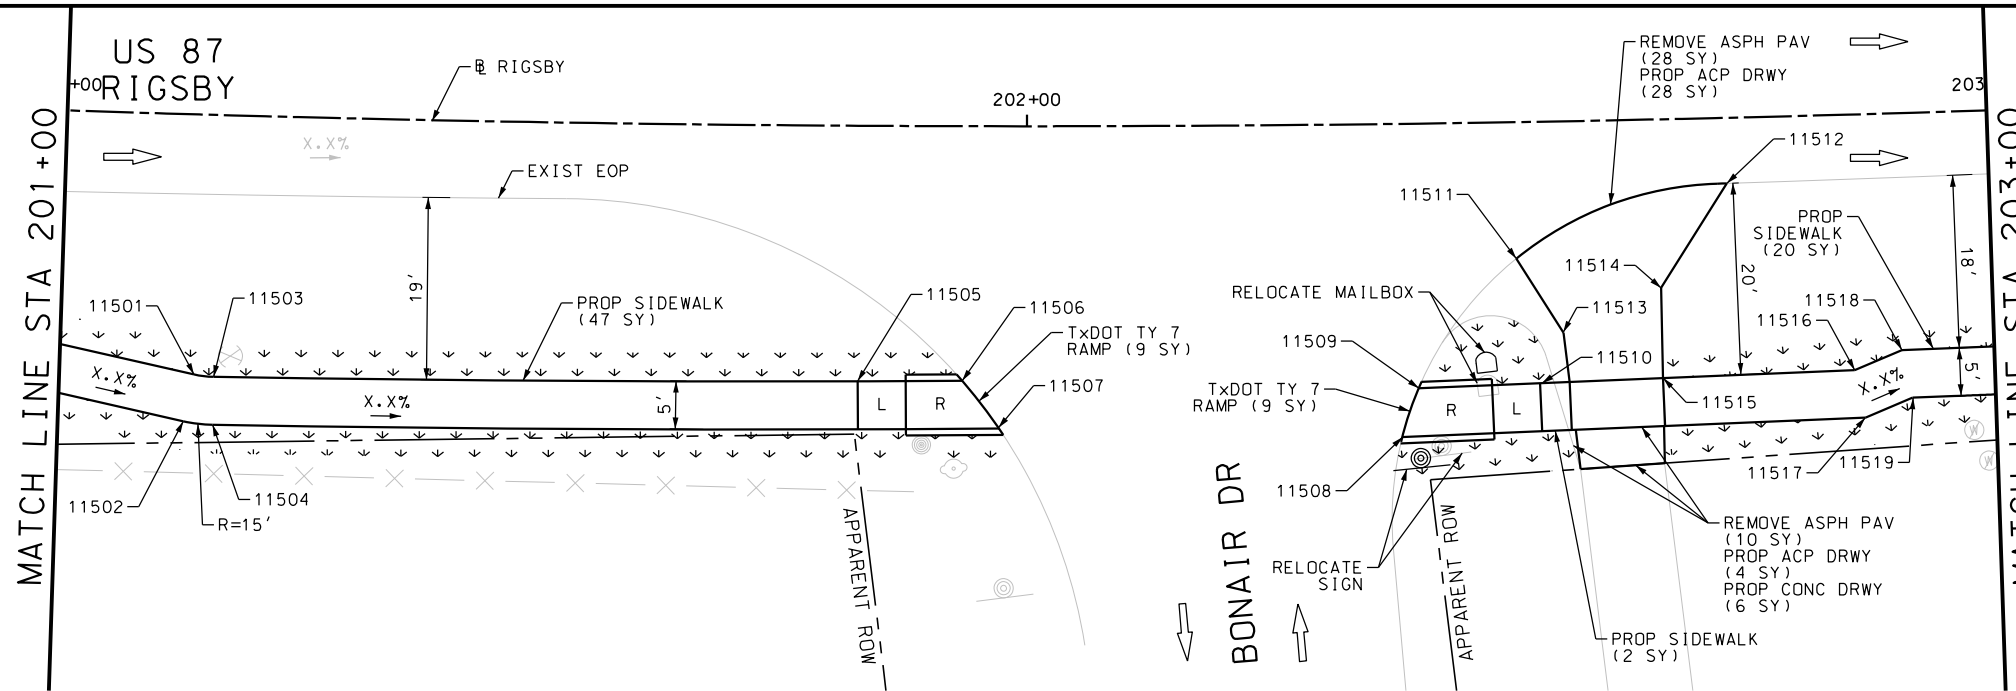 US 87
RIGSBY
+00
MATCH LINE STA 201+00
℄ RIGSBY
X.X%
EXIST EOP
202+00
REMOVE ASPH PAV
(28 SY)
PROP ACP DRWY
(28 SY)
203
MATCH LINE STA 203+00
11512
11511
PROP
SIDEWALK
(20 SY)
18'
20'
11514
11513
11518
11516
RELOCATE MAILBOX
11509
11510
19'
11501
11503
PROP SIDEWALK
(47 SY)
11505
11506
TxDOT TY 7
RAMP (9 SY)
11507
X.X%
X.X%
5'
L
R
TxDOT TY 7
RAMP (9 SY)
R
L
11515
X.X%
5'
11502
11504
R=15'
APPARENT ROW
BONAIR DR
11508
RELOCATE
SIGN
APPARENT ROW
11517
11519
REMOVE ASPH PAV
(10 SY)
PROP ACP DRWY
(4 SY)
PROP CONC DRWY
(6 SY)
PROP SIDEWALK
(2 SY)
W
W